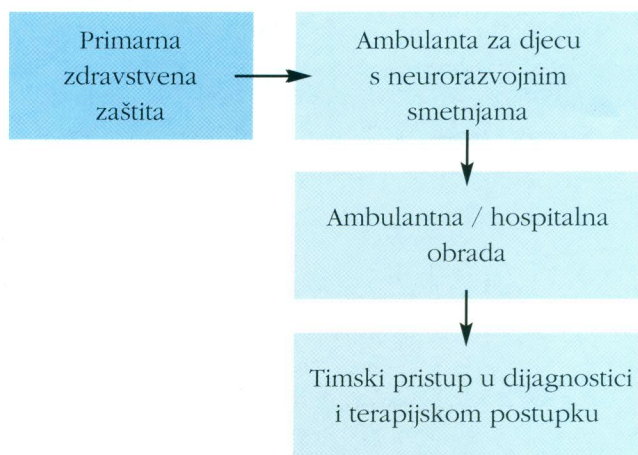 Primarna
zdravstvena
zaštita
Ambulanta za djecu
s neurorazvojnim
smetnjama
Ambulantna / hospitalna
obrada
Timski pristup u dijagnostici
i terapijskom postupku